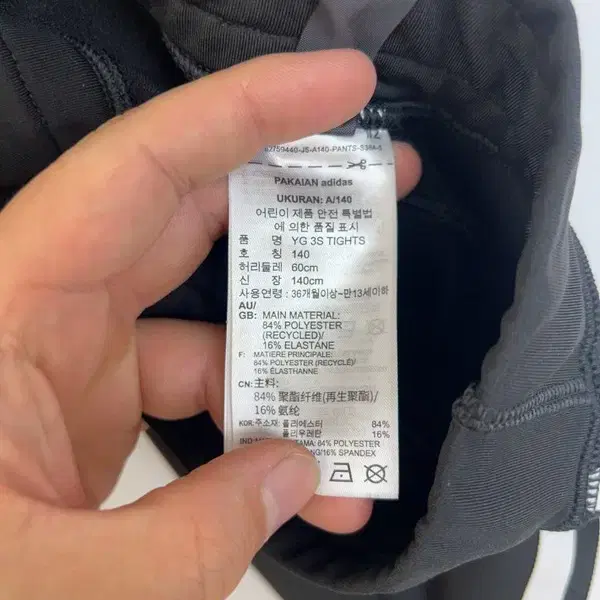 PAKAIAN adidas
UKURAN: A/140
어린이 제품 안전 특별법
에 의한 품질 표시
품 명 YG 3S TIGHTS
호 칭 140
허리둘레 60cm
신 장 140cm
사용연령 : 36개월이상~만13세이하
AU/
GB: MAIN MATERIAL:
84% POLYESTER
(RECYCLED)/
16% ELASTANE
F: MATIERE PRINCIPALE:
84% POLYESTER (RECYCLE)/
16% ELASTHANNE
CN: 主料:
84% 聚酯纤维(再生聚酯)/
16% 氨纶
KOR: 주소재: 폴리에스터 84%
폴리우레탄 16%
84% POLYESTER
/16% SPANDEX